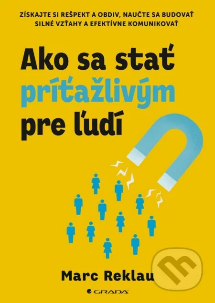 ZÍSKAJTE SI REŠPEKT A OBDIV, NAUČTE SA BUDOVAŤ
SILNÉ VZŤAHY A EFEKTÍVNE KOMUNIKOVAŤ
Ako sa stať
príťažlivým
pre ľudí
Marc Reklau
GRADA
m